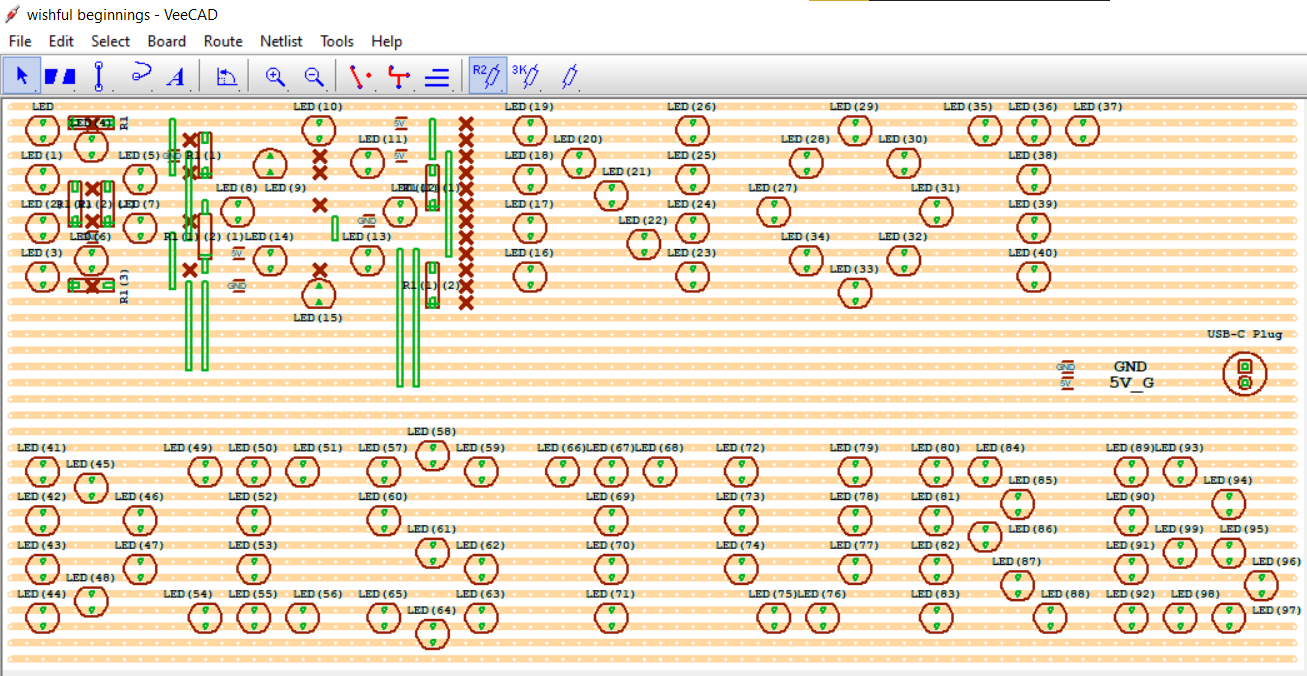 wishful beginnings - VeeCAD
File Edit Select Board Route Netlist Tools Help
A R2 3K
LED LED(10) LED(19) LED(26) LED(29) LED(35) LED(36) LED(37)
LED(4) R1 5V
LED(11) LED(20) LED(28) LED(30)
LED(1) LED(5) GND R1(1) 5V LED(18) LED(25) LED(38)
LED(21)
LED(8) LED(9) LED(27) LED(31)
LED(7) LED(17) LED(24) LED(39)
GND LED(22)
LED(6) LED(14) LED(13) LED(34) LED(32)
LED(3) 5V LED(16) LED(23) LED(40)
LED(33)
R1(3) GND R1(1)(2)
LED(15)
USB-C Plug
GND GND
5V 5V_G
LED(58)
LED(41) LED(49) LED(50) LED(51) LED(57) LED(59) LED(66) LED(67) LED(68) LED(72) LED(79) LED(80) LED(84) LED(89) LED(93)
LED(45)
LED(85) LED(94)
LED(42) LED(46) LED(52) LED(60) LED(69) LED(73) LED(78) LED(81) LED(90)
LED(61) LED(86) LED(99) LED(95)
LED(43) LED(47) LED(53) LED(62) LED(70) LED(74) LED(77) LED(82) LED(91)
LED(87) LED(96)
LED(48)
LED(44) LED(54) LED(55) LED(56) LED(65) LED(63) LED(71) LED(75) LED(76) LED(83) LED(88) LED(92) LED(98)
LED(64) LED(97)